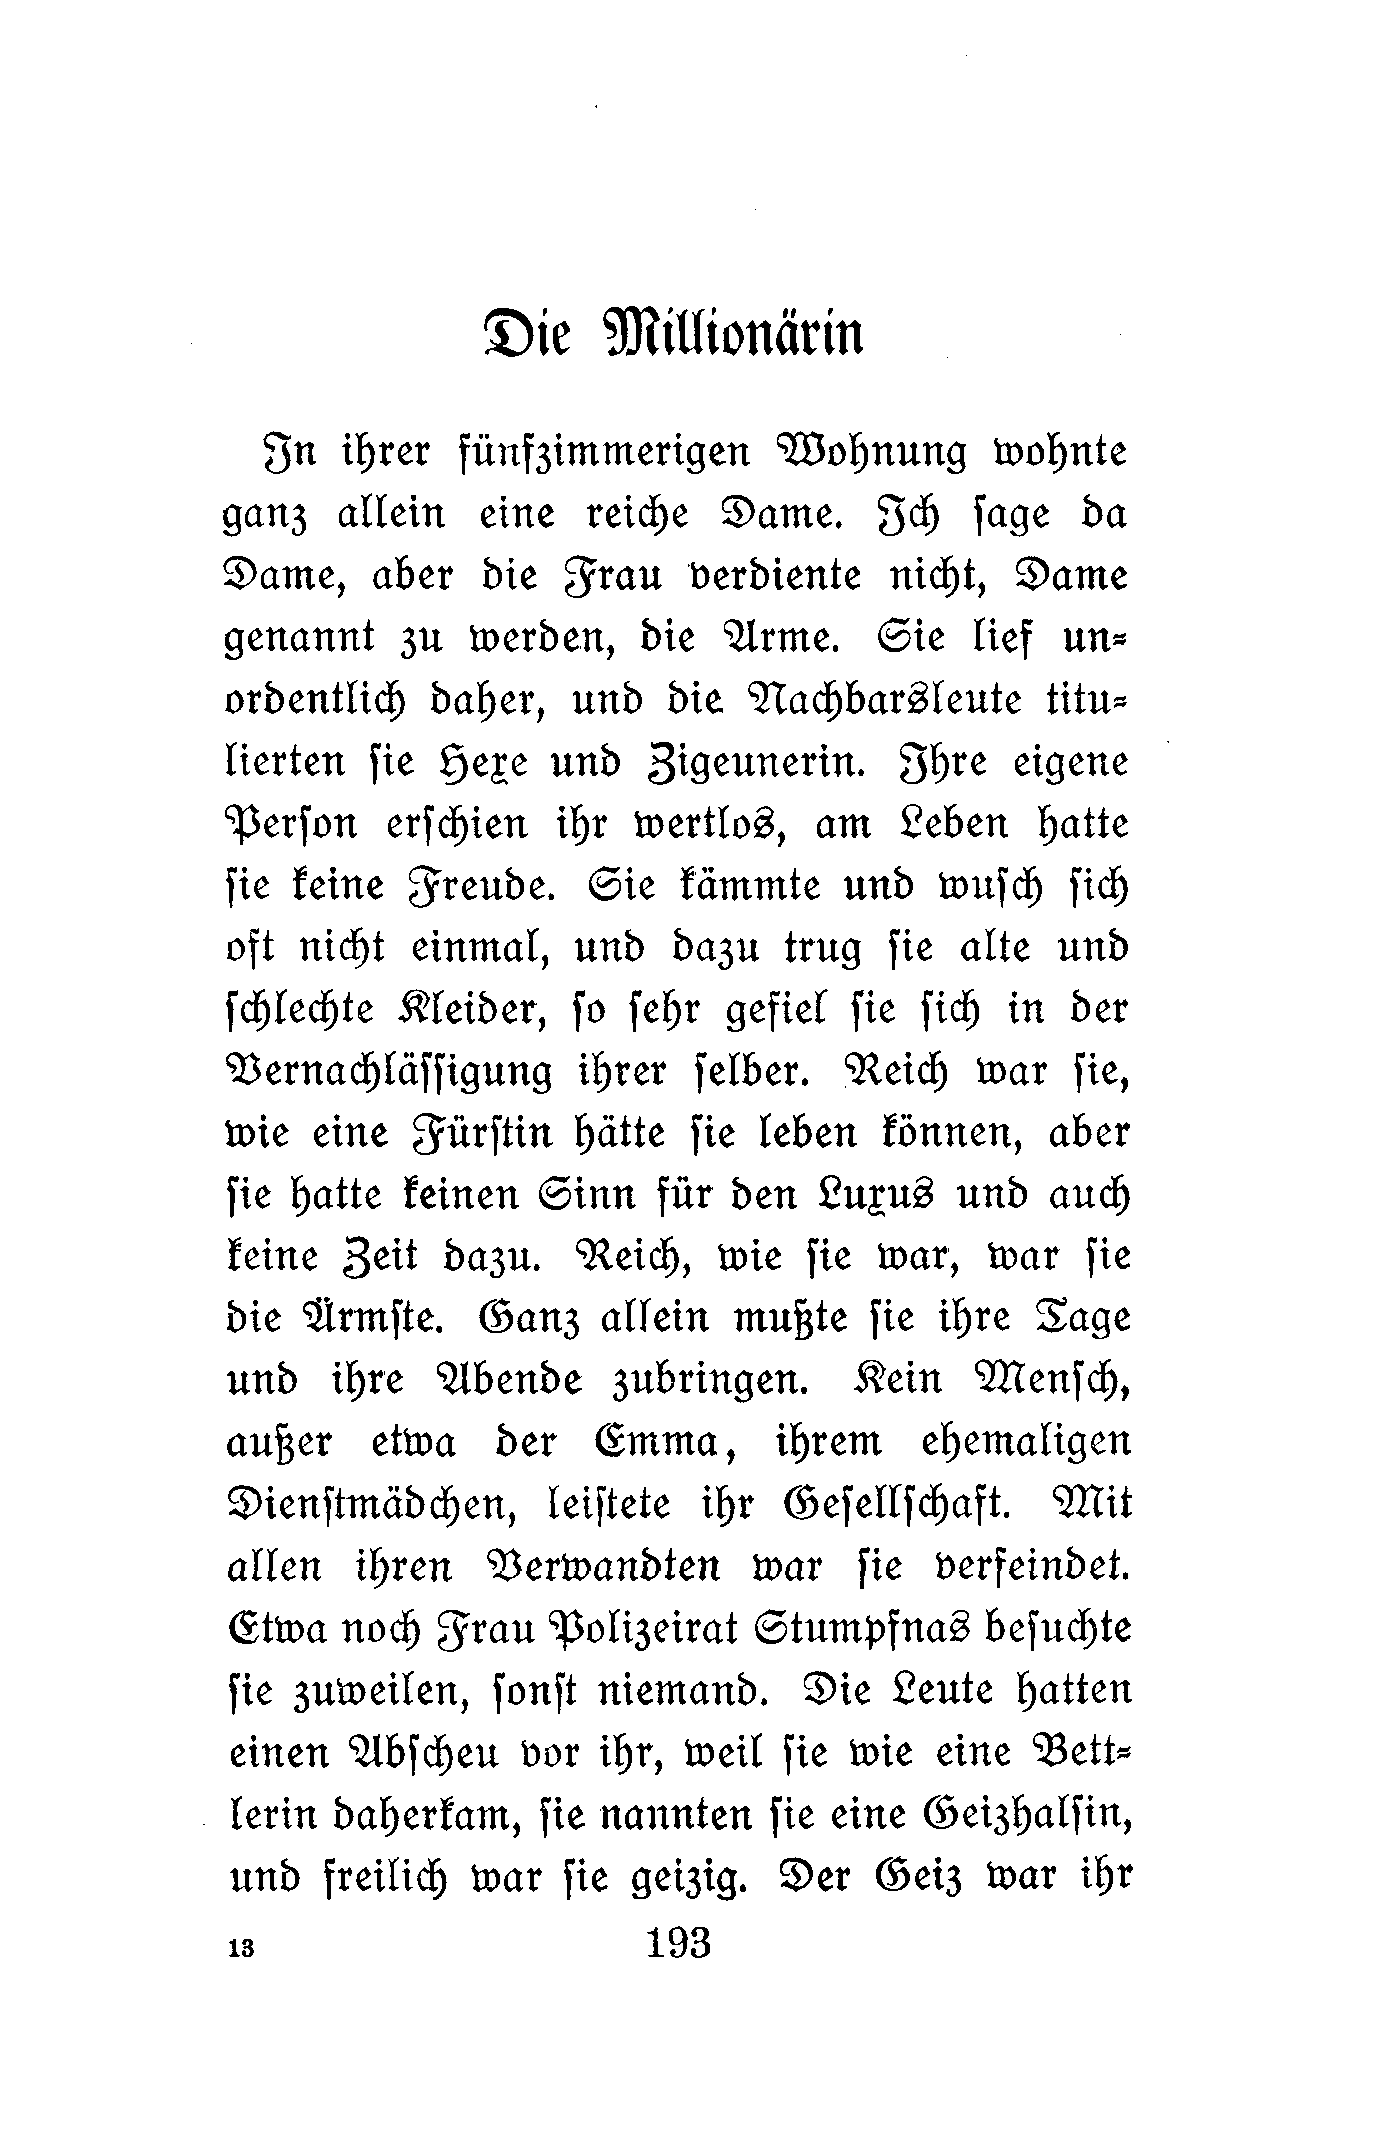 Die Millionärin
In ihrer fünfzimmerigen Wohnung wohnte
ganz allein eine reiche Dame. Ich sage da
Dame, aber die Frau verdiente nicht, Dame
genannt zu werden, die Arme. Sie lief un-
ordentlich daher, und die Nachbarsleute titu-
lierten sie Hexe und Zigeunerin. Ihre eigene
Person erschien ihr wertlos, am Leben hatte
sie keine Freude. Sie kämmte und wusch sich
oft nicht einmal, und dazu trug sie alte und
schlechte Kleider, so sehr gefiel sie sich in der
Vernachlässigung ihrer selber. Reich war sie,
wie eine Fürstin hätte sie leben können, aber
sie hatte keinen Sinn für den Luxus und auch
keine Zeit dazu. Reich, wie sie war, war sie
die Ärmste. Ganz allein mußte sie ihre Tage
und ihre Abende zubringen. Kein Mensch,
außer etwa der Emma, ihrem ehemaligen
Dienstmädchen, leistete ihr Gesellschaft. Mit
allen ihren Verwandten war sie verfeindet.
Etwa noch Frau Polizeirat Stumpfnas besuchte
sie zuweilen, sonst niemand. Die Leute hatten
einen Abscheu vor ihr, weil sie wie eine Bett-
lerin daherkam, sie nannten sie eine Geizhalsin,
und freilich war sie geizig. Der Geiz war ihr
13 193